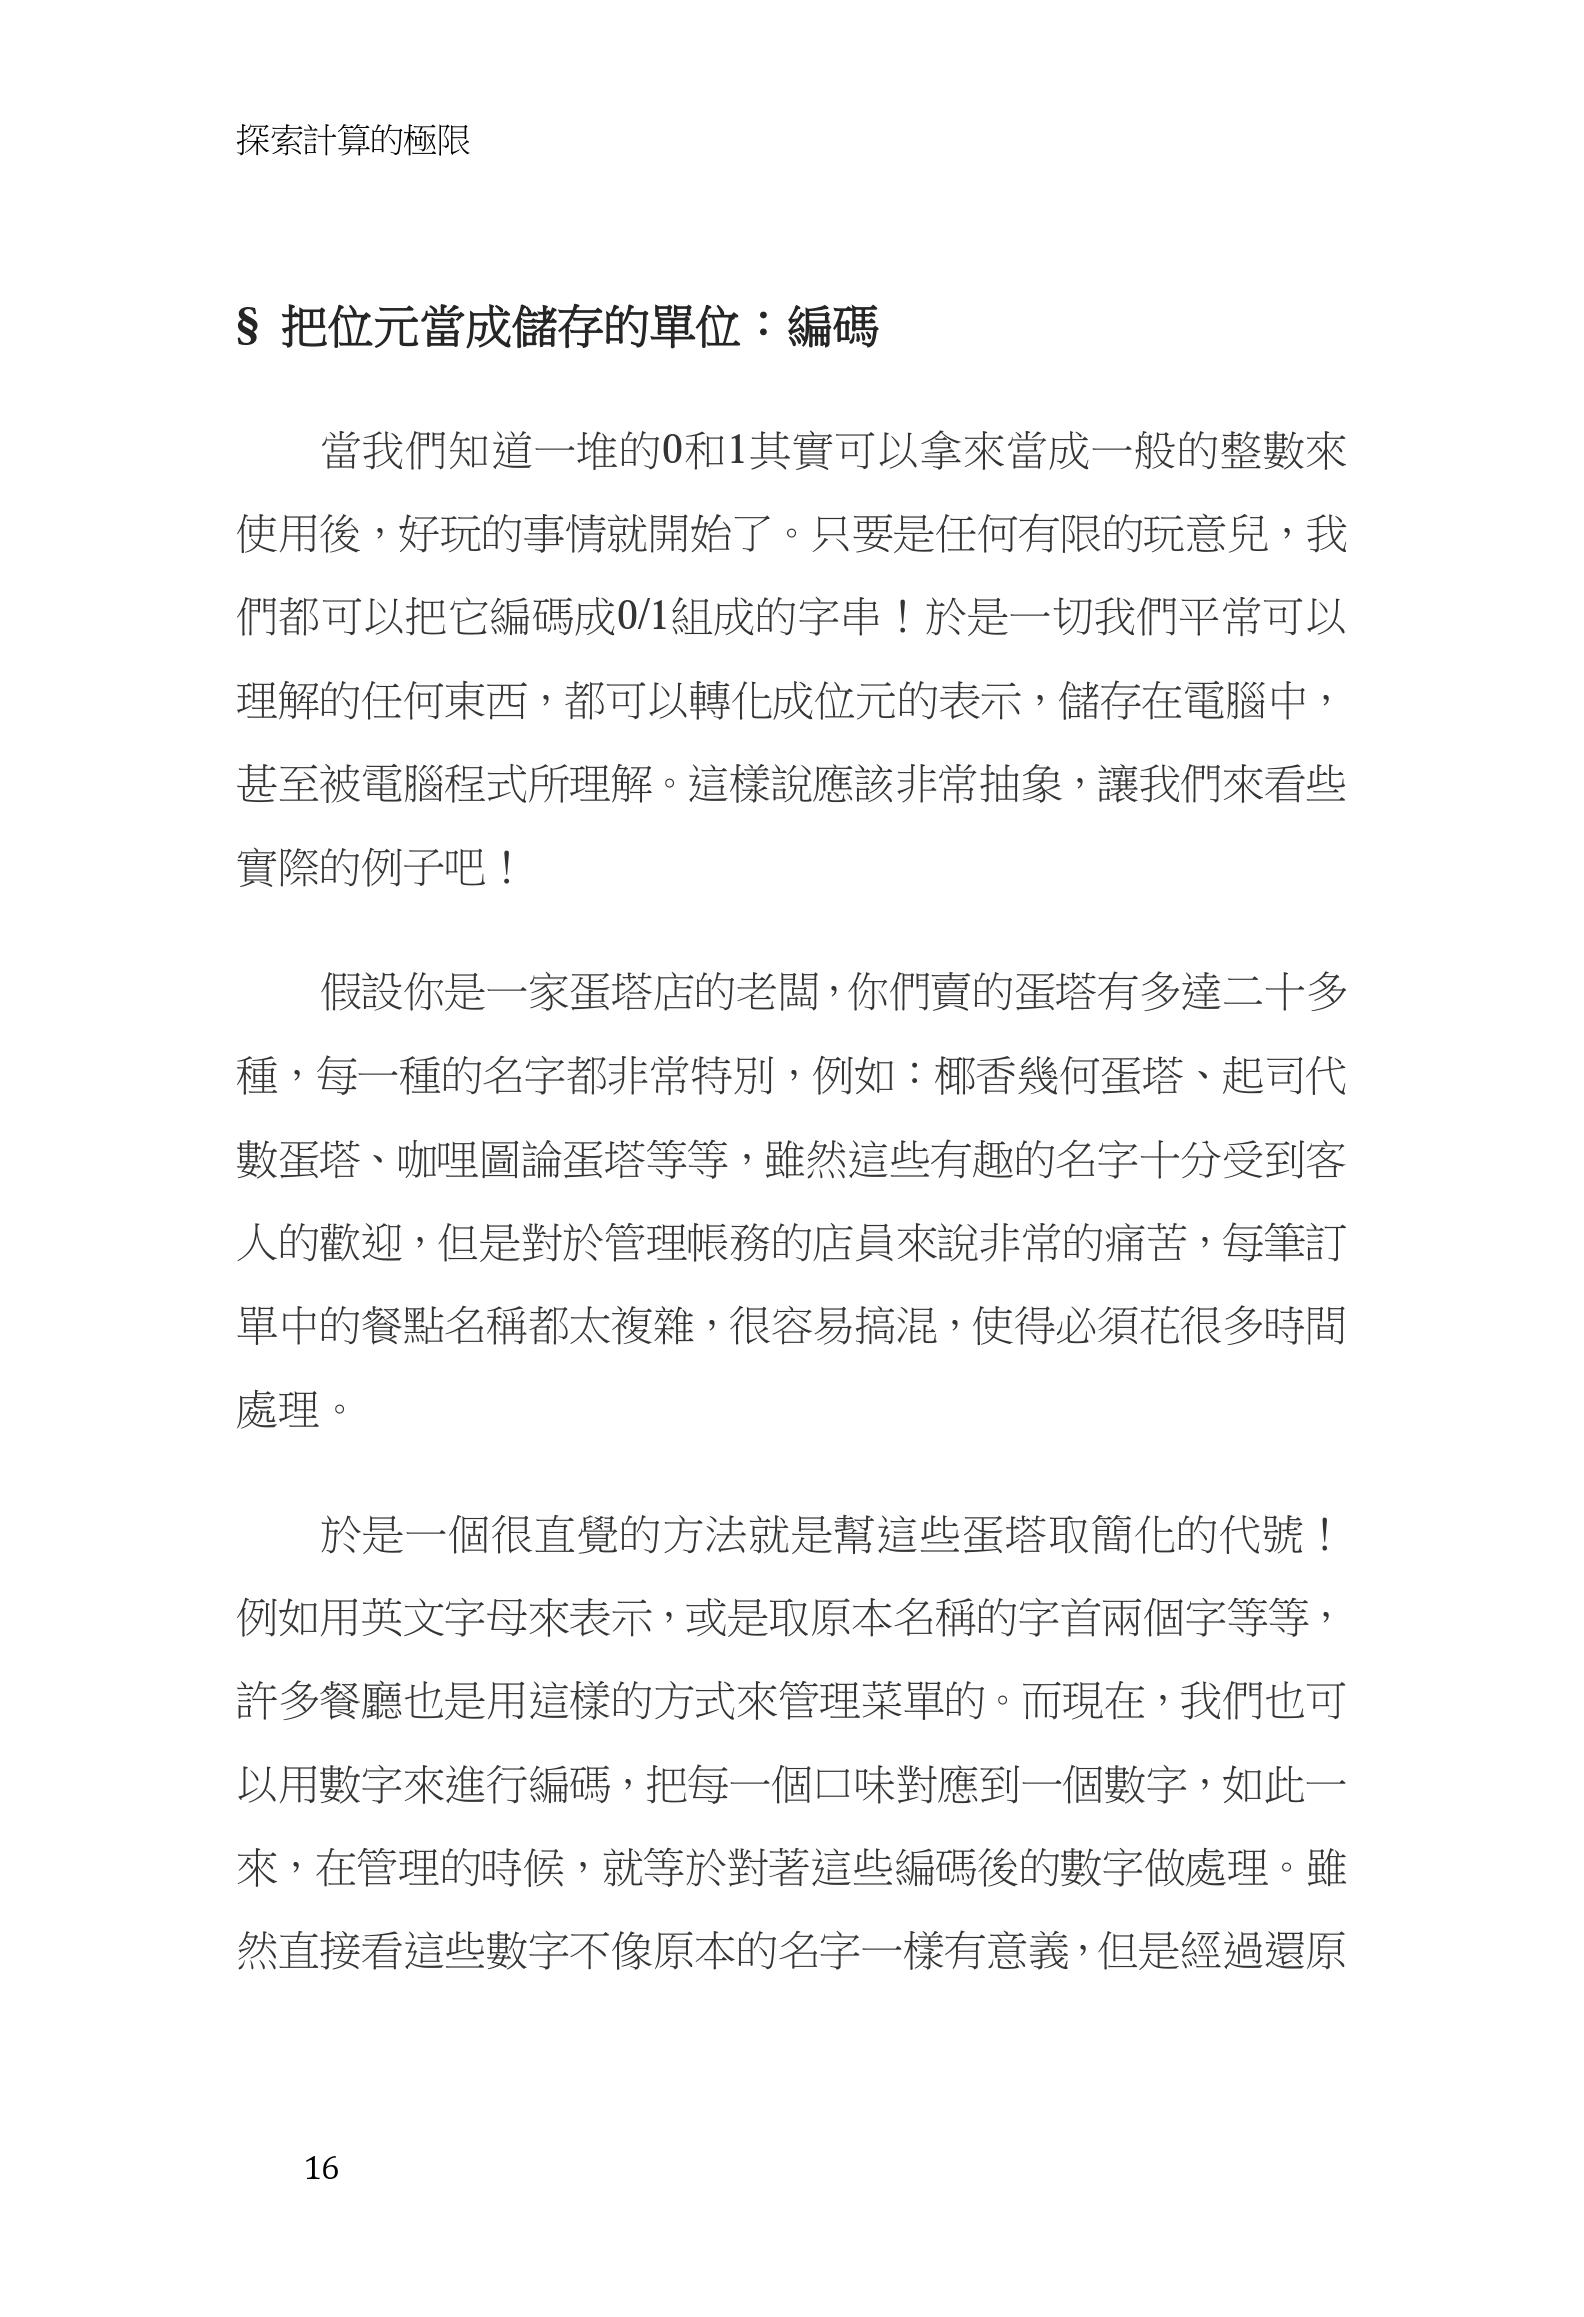 探索計算的極限
§ 把位元當成儲存的單位：編碼
當我們知道一堆的0和1其實可以拿來當成一般的整數來
使用後，好玩的事情就開始了。只要是任何有限的玩意兒，我
們都可以把它編碼成0/1組成的字串！於是一切我們平常可以
理解的任何東西，都可以轉化成位元的表示，儲存在電腦中，
甚至被電腦程式所理解。這樣說應該非常抽象，讓我們來看些
實際的例子吧！
假設你是一家蛋塔店的老闆，你們賣的蛋塔有多達二十多
種，每一種的名字都非常特別，例如：椰香幾何蛋塔、起司代
數蛋塔、咖哩圖論蛋塔等等，雖然這些有趣的名字十分受到客
人的歡迎，但是對於管理帳務的店員來說非常的痛苦，每筆訂
單中的餐點名稱都太複雜，很容易搞混，使得必須花很多時間
處理。
於是一個很直覺的方法就是幫這些蛋塔取簡化的代號！
例如用英文字母來表示，或是取原本名稱的字首兩個字等等，
許多餐廳也是用這樣的方式來管理菜單的。而現在，我們也可
以用數字來進行編碼，把每一個口味對應到一個數字，如此一
來，在管理的時候，就等於對著這些編碼後的數字做處理。雖
然直接看這些數字不像原本的名字一樣有意義，但是經過還原
16